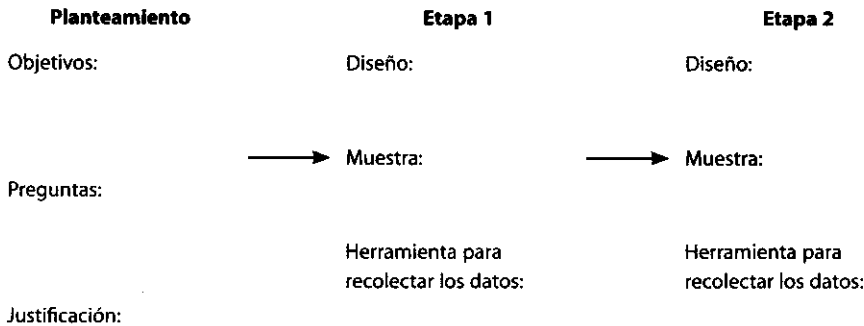 Planteamiento
Objetivos:
Preguntas:
Justificación:
Etapa 1
Diseño:
Muestra:
Herramienta para
recolectar los datos:
Etapa 2
Diseño:
Muestra:
Herramienta para
recolectar los datos: